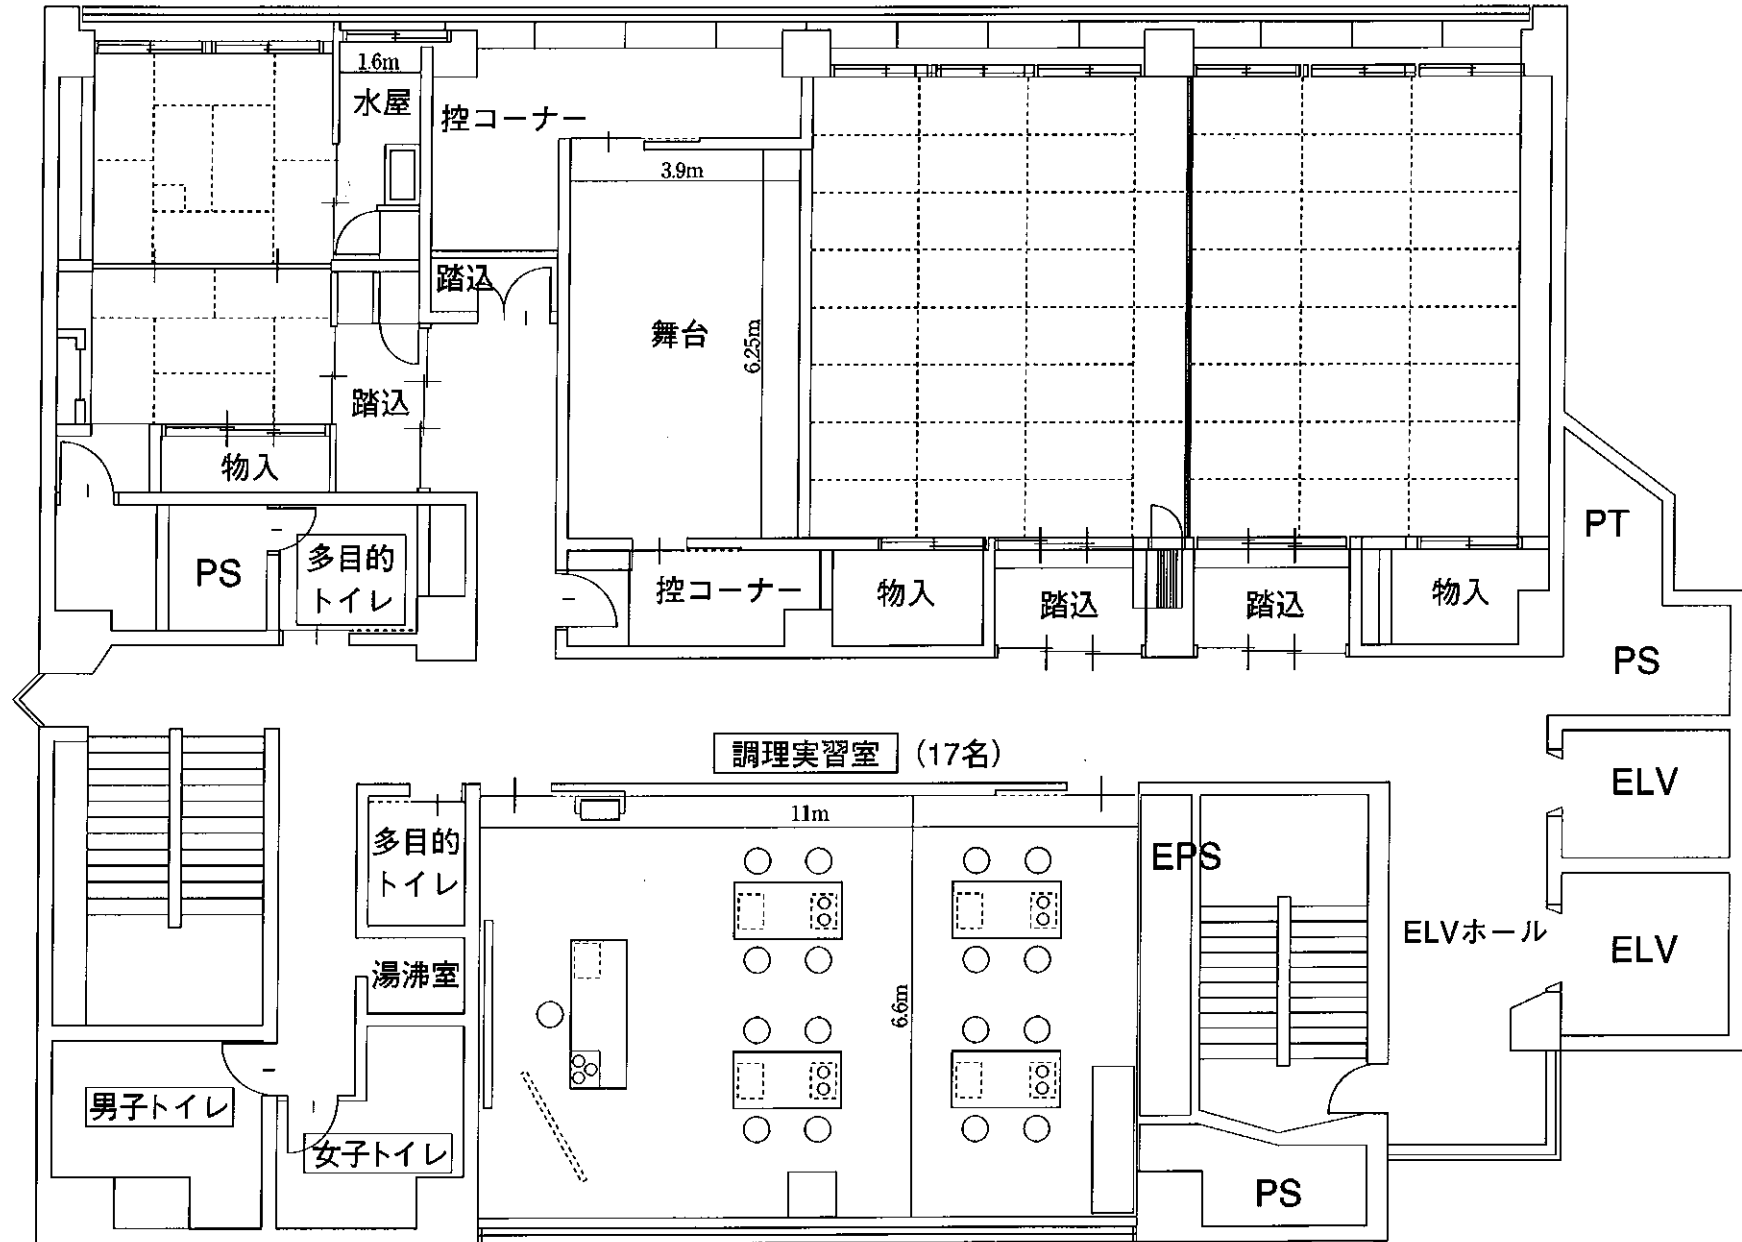 1.6m
水屋
控コーナー
3.9m
踏込
舞台
6.25m
踏込
物入
PT
PS
多目的
トイレ
控コーナー
物入
踏込
踏込
物入
PS
調理実習室 (17名)
11m
ELV
多目的
トイレ
EPS
ELVホール
ELV
湯沸室
6.6m
男子トイレ
女子トイレ
PS